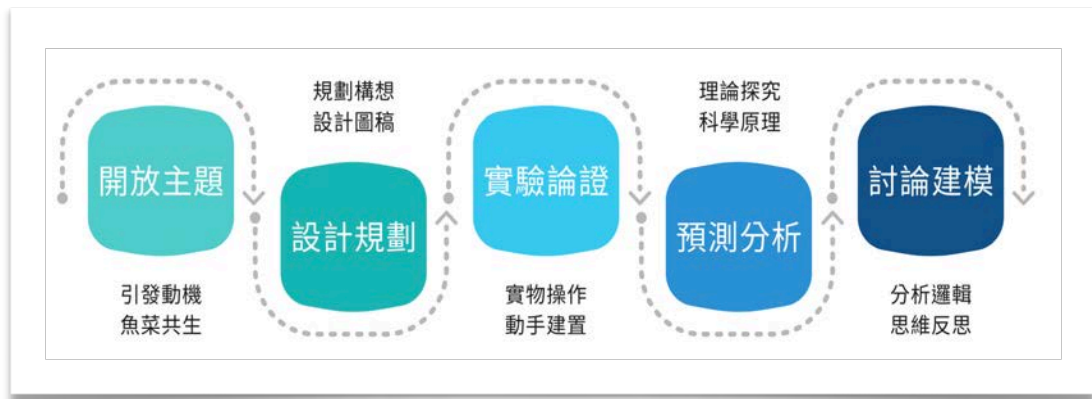 開放主題
引發動機
魚菜共生
規劃構想
設計圖稿
設計規劃
實驗論證
實物操作
動手建置
理論探究
科學原理
預測分析
討論建模
分析邏輯
思維反思